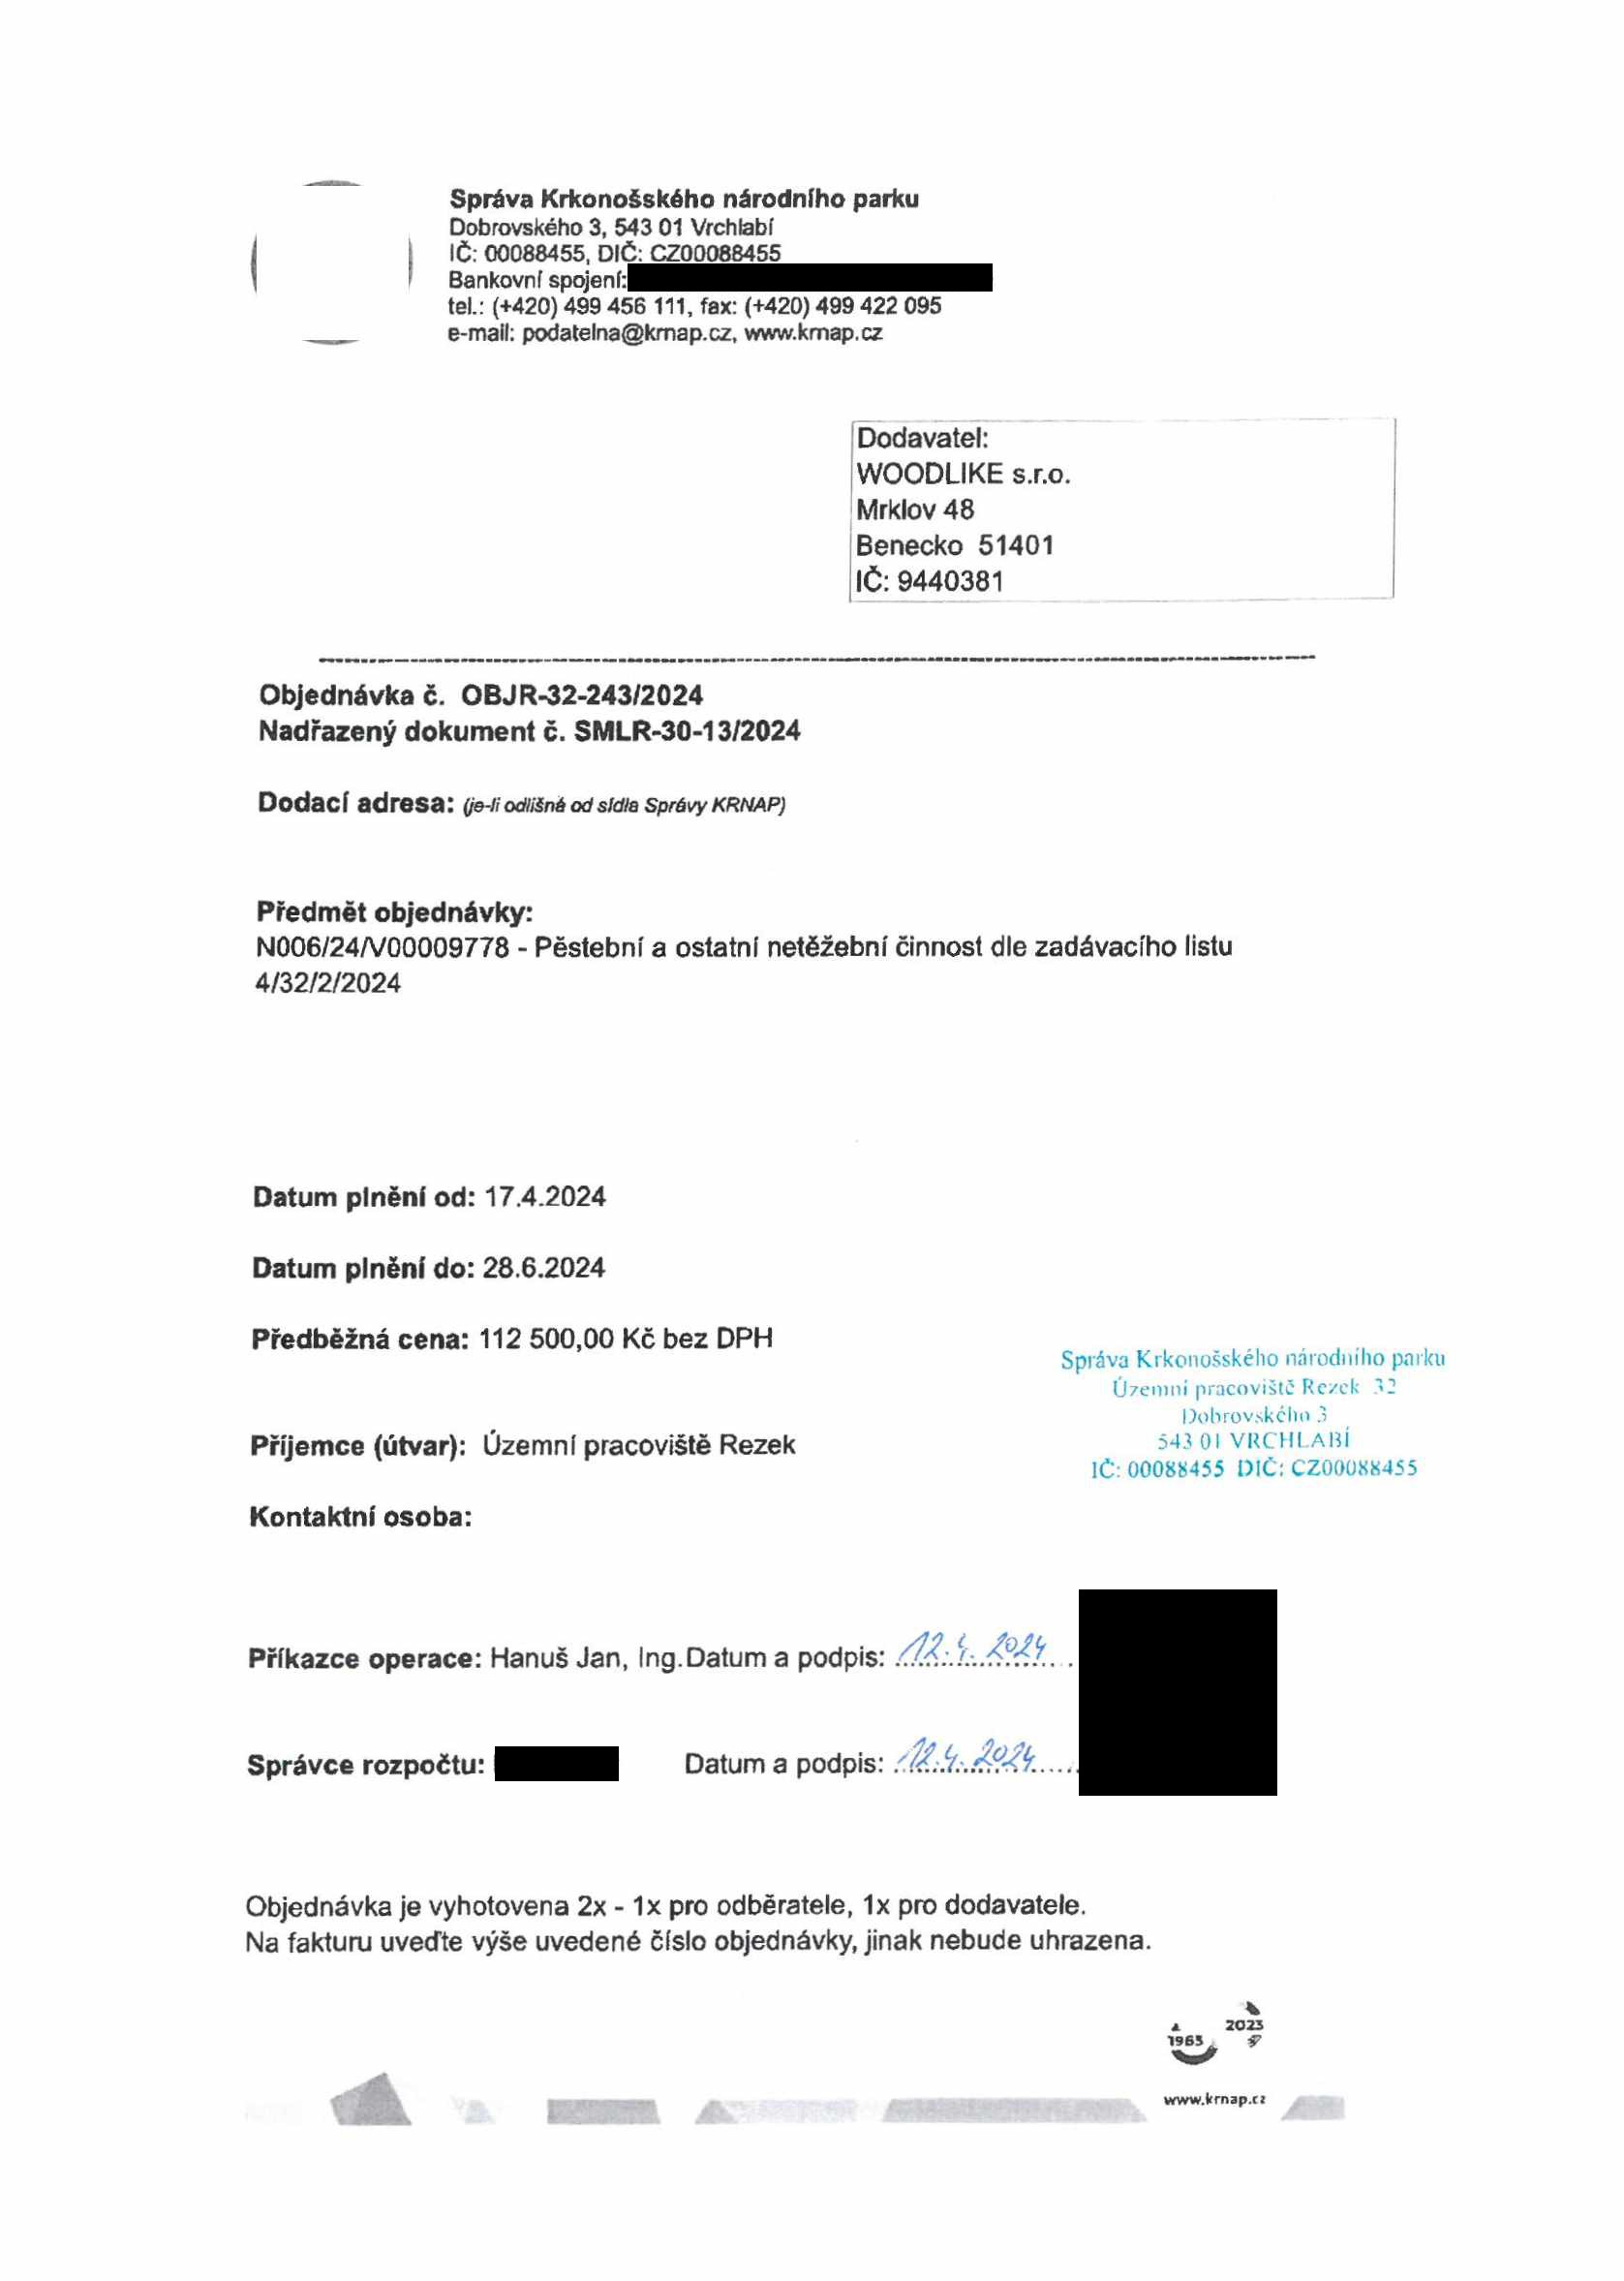 Správa Krkonošského národního parku
Dobrovského 3, 543 01 Vrchlabí
IČ: 00088455, DIČ: CZ00088455
Bankovní spojení:
tel.: (+420) 499 456 111, fax: (+420) 499 422 095
e-mail: podatelna@krnap.cz, www.krnap.cz
Dodavatel:
WOODLIKE s.r.o.
Mrklov 48
Benecko 51401
IČ: 9440381
Objednávka č. OBJR-32-243/2024
Nadřazený dokument č. SMLR-30-13/2024
Dodací adresa: (je-li odlišná od sídla Správy KRNAP)
Předmět objednávky:
N006/24/V00009778 - Pěstební a ostatní netěžební činnost dle zadávacího listu
4/32/2/2024
Datum plnění od: 17.4.2024
Datum plnění do: 28.6.2024
Předběžná cena: 112 500,00 Kč bez DPH
Správa Krkonošského národního parku
Územní pracoviště Rezek 32
Dobrovského 3
543 01 VRCHLABÍ
IČ: 00088455 DIČ: CZ00088455
Příjemce (útvar): Územní pracoviště Rezek
Kontaktní osoba:
Příkazce operace: Hanuš Jan, Ing. Datum a podpis: 12.4.2024
Správce rozpočtu: Datum a podpis: 12.4.2024
Objednávka je vyhotovena 2x - 1x pro odběratele, 1x pro dodavatele.
Na fakturu uveďte výše uvedené číslo objednávky, jinak nebude uhrazena.
1963 2023
www.krnap.cz